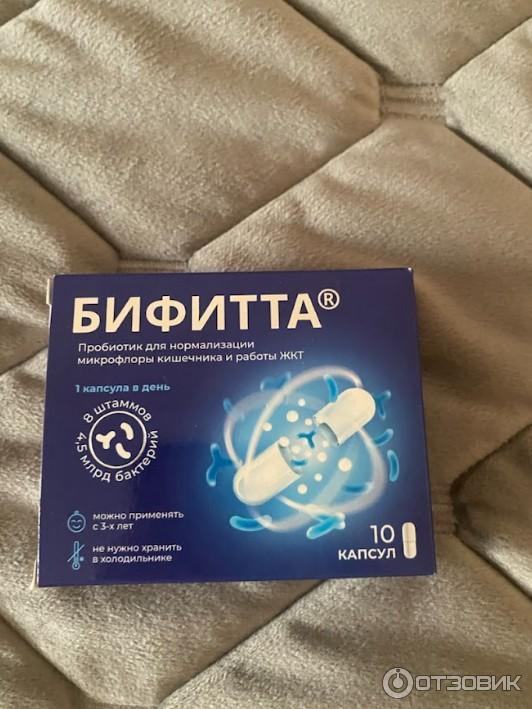 БИФИТТА®
Пробиотик для нормализации
микрофлоры кишечника и работы ЖКТ
1 капсула в день
8 штаммов
4,5 млрд бактерий
можно применять
с 3-х лет
не нужно хранить
в холодильнике
10
КАПСУЛ
ОТЗОВИК